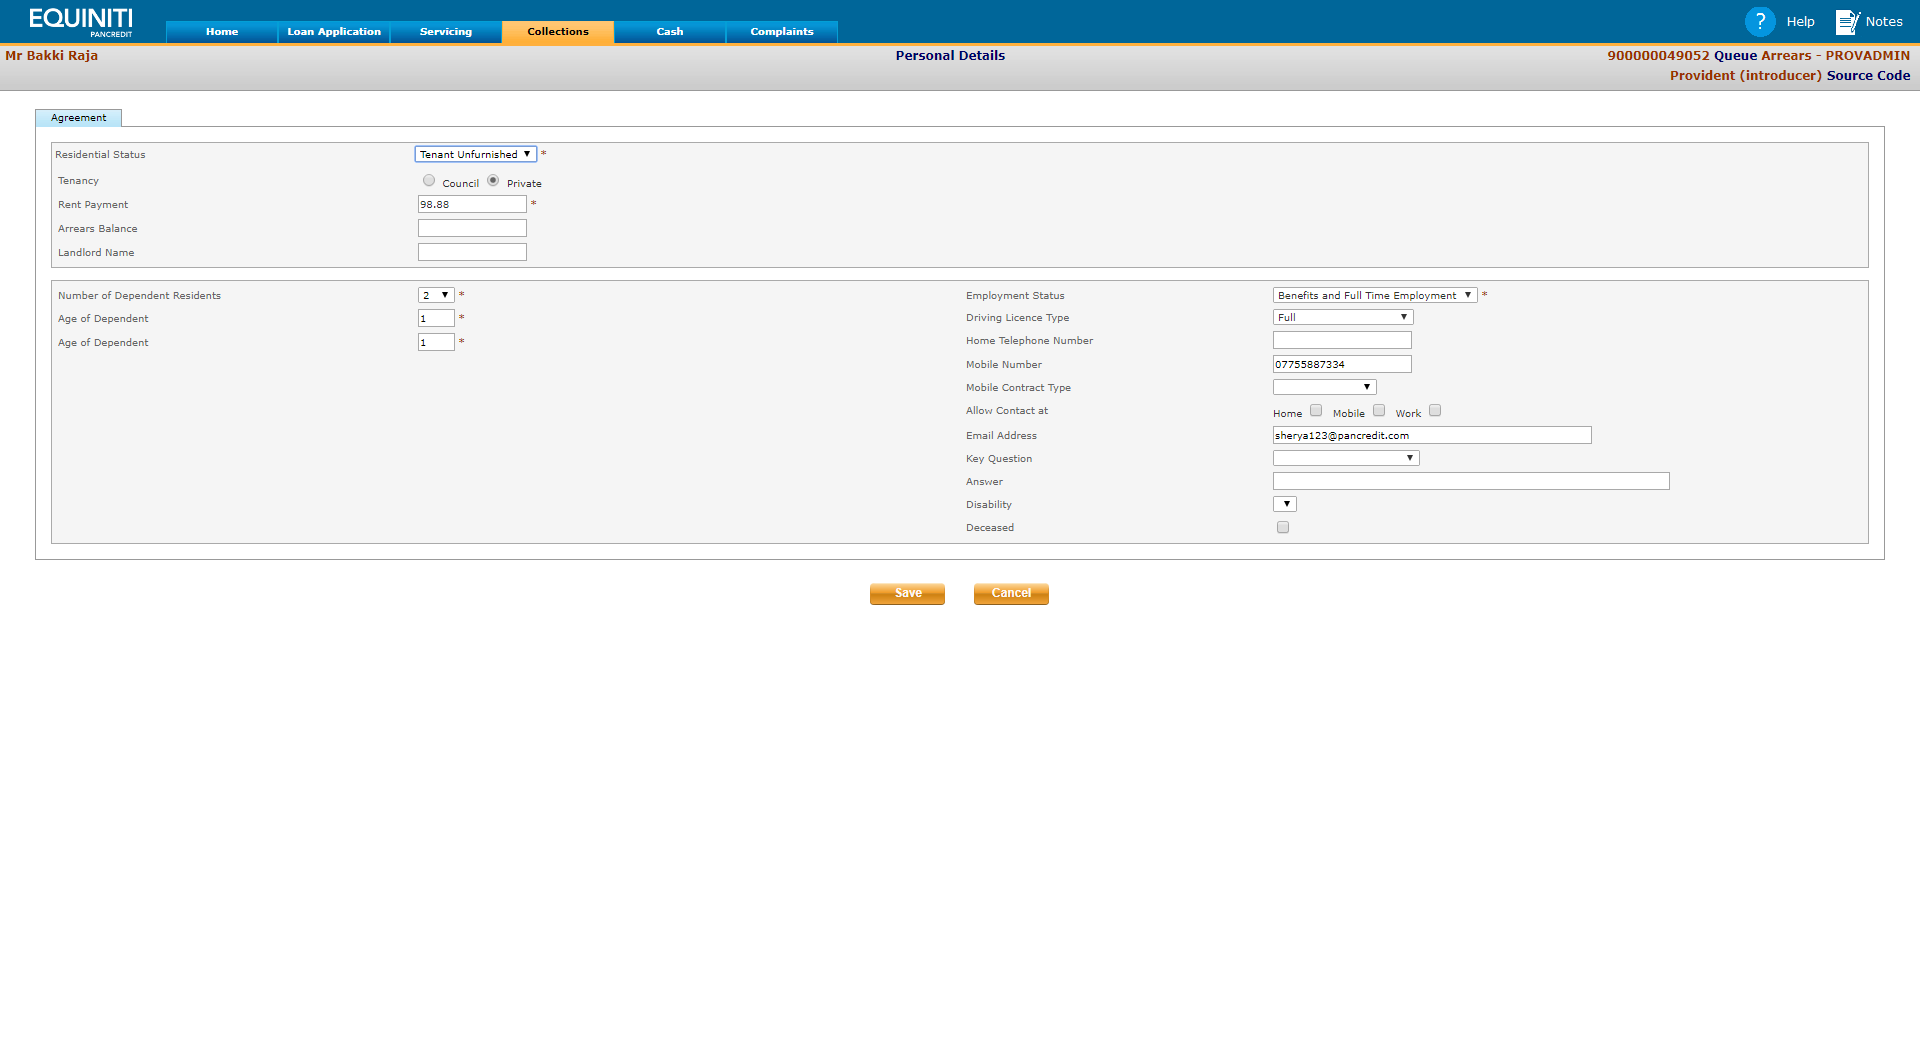 EQUINITI
PANCREDIT
Home Loan Application Servicing Collections Cash Complaints
? Help Notes
Mr Bakki Raja Personal Details 900000049052 Queue Arrears - PROVADMIN
Provident (introducer) Source Code
Agreement
Residential Status Tenant Unfurnished *
Tenancy Council Private
Rent Payment 98.88 *
Arrears Balance
Landlord Name
Number of Dependent Residents 2 *
Age of Dependent 1 *
Age of Dependent 1 *
Employment Status Benefits and Full Time Employment *
Driving Licence Type Full
Home Telephone Number
Mobile Number 07755887334
Mobile Contract Type
Allow Contact at Home Mobile Work
Email Address sherya123@pancredit.com
Key Question
Answer
Disability
Deceased
Save Cancel